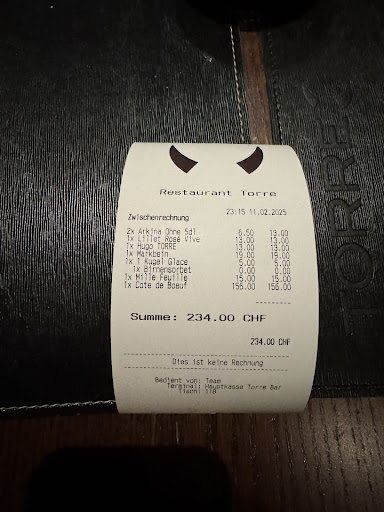 Restaurant Torre
Zwischenrechnung 23:15 11.02.2025
2x Arkina Ohne 5dl 6.50 13.00
1x Lillet Rosé Vive 13.00 13.00
1x Hugo TORRE 13.00 13.00
1x Markbein 19.00 19.00
1x 1 Kugel Glace 5.00 5.00
1x Birnensorbet 0.00 0.00
1x Mille Feuille 15.00 15.00
1x Cote de Boeuf 156.00 156.00
Summe: 234.00 CHF
234.00 CHF
Dies ist keine Rechnung
Bedient von: Team
Terminal: Hauptkasse Torre Bar
Tisch: 118